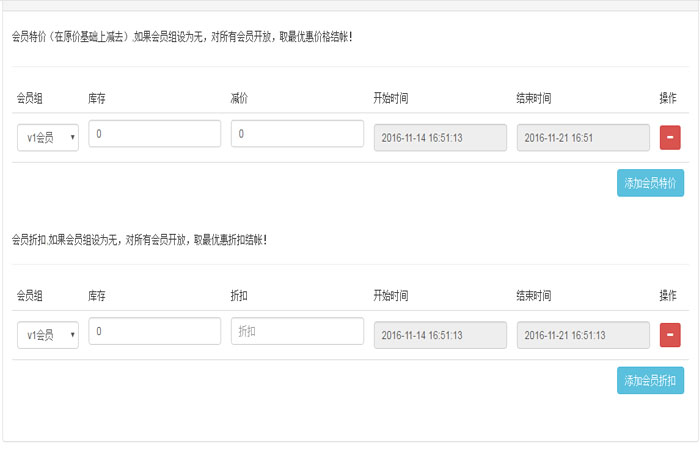 会员特价（在原价基础上减去）.如果会员组设为无，对所有会员开放，取最优惠价格结帐！
会员组 库存 减价 开始时间 结束时间 操作
v1会员 0 0 2016-11-14 16:51:13 2016-11-21 16:51
添加会员特价
会员折扣.如果会员组设为无，对所有会员开放，取最优惠折扣结帐！
会员组 库存 折扣 开始时间 结束时间 操作
v1会员 0 折扣 2016-11-14 16:51:13 2016-11-21 16:51:13
添加会员折扣